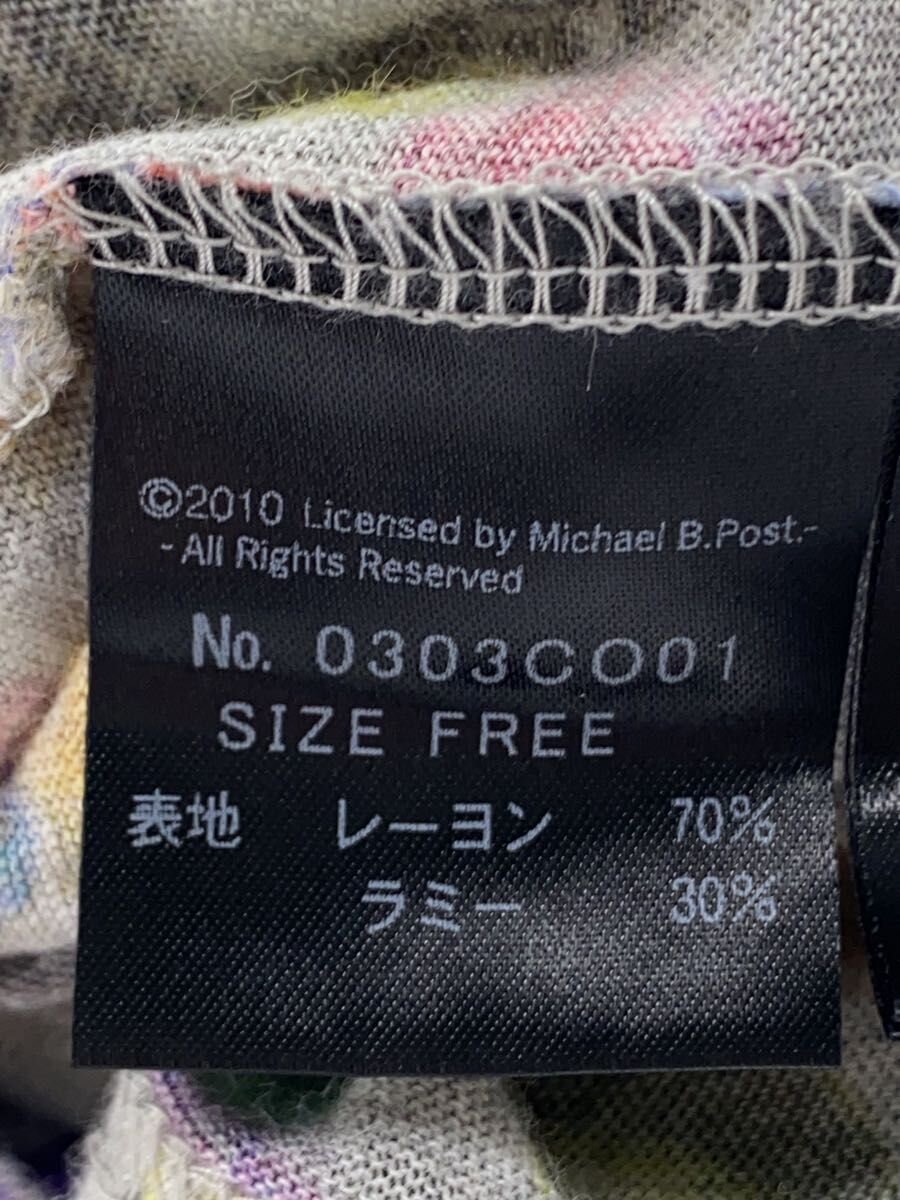 ©2010 Licensed by Michael B.Post.-
-All Rights Reserved
No. 0303CO01
SIZE FREE
表地 レーヨン 70%
ラミー 30%